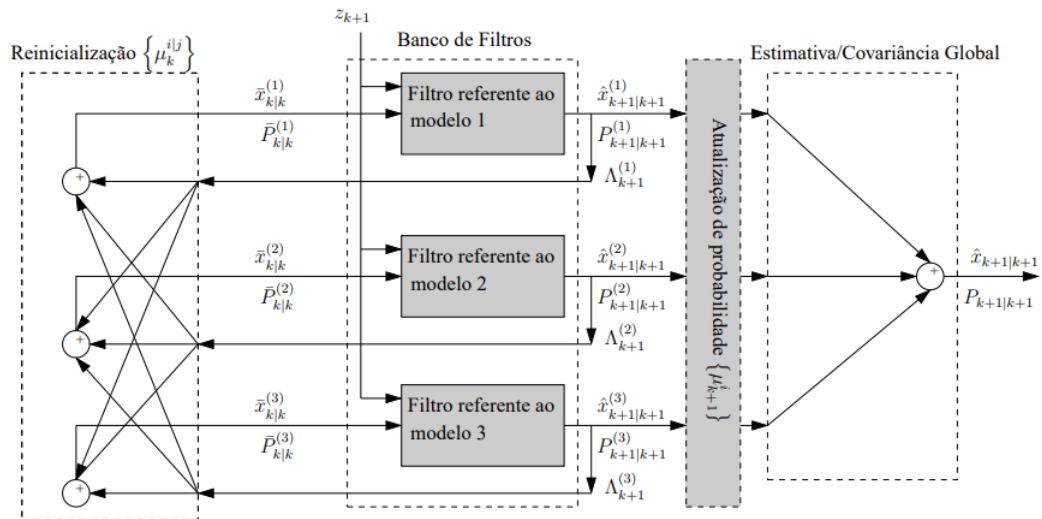 z_{k+1}
Reinicialização {μ_k^{i|j}}
Banco de Filtros
Estimativa/Covariância Global
x̄_{k|k}^{(1)}
P̄_{k|k}^{(1)}
Filtro referente ao
modelo 1
x̂_{k+1|k+1}^{(1)}
P_{k+1|k+1}^{(1)}
Λ_{k+1}^{(1)}
+
x̄_{k|k}^{(2)}
P̄_{k|k}^{(2)}
Filtro referente ao
modelo 2
x̂_{k+1|k+1}^{(2)}
P_{k+1|k+1}^{(2)}
Λ_{k+1}^{(2)}
+
x̄_{k|k}^{(3)}
P̄_{k|k}^{(3)}
Filtro referente ao
modelo 3
x̂_{k+1|k+1}^{(3)}
P_{k+1|k+1}^{(3)}
Λ_{k+1}^{(3)}
+
Atualização de probabilidade {μ_{k+1}^i}
+
x̂_{k+1|k+1}
P_{k+1|k+1}